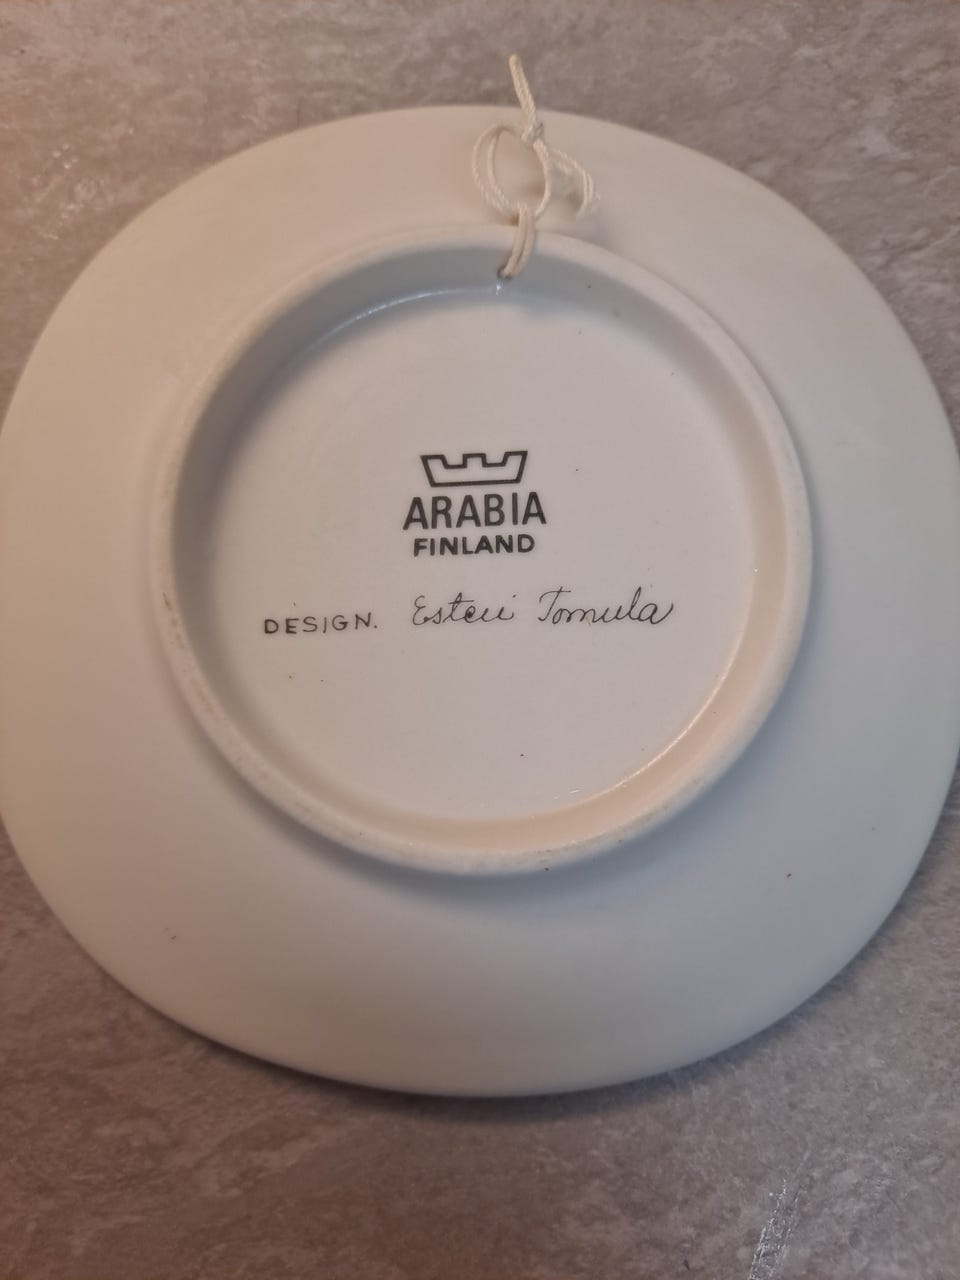 ARABIA
FINLAND
DESIGN. Esteri Tomula